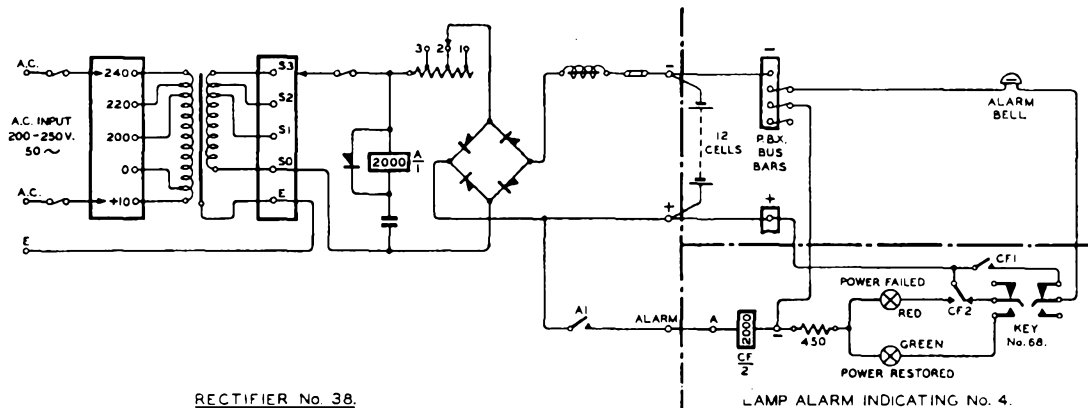 A.C.
A.C. INPUT
200-250 V.
50 ~
A.C.
E
240
220
200
0
+10
S3
S2
S1
S0
E
3 2 1
2000
A
1
-
+
12
CELLS
-
P.B.X.
BUS
BARS
+
ALARM
BELL
A1
ALARM
A
2000
CF
2
-
450
POWER FAILED
RED
GREEN
POWER RESTORED
CF1
CF2
KEY
No. 68.
RECTIFIER No. 38.
LAMP ALARM INDICATING No. 4.